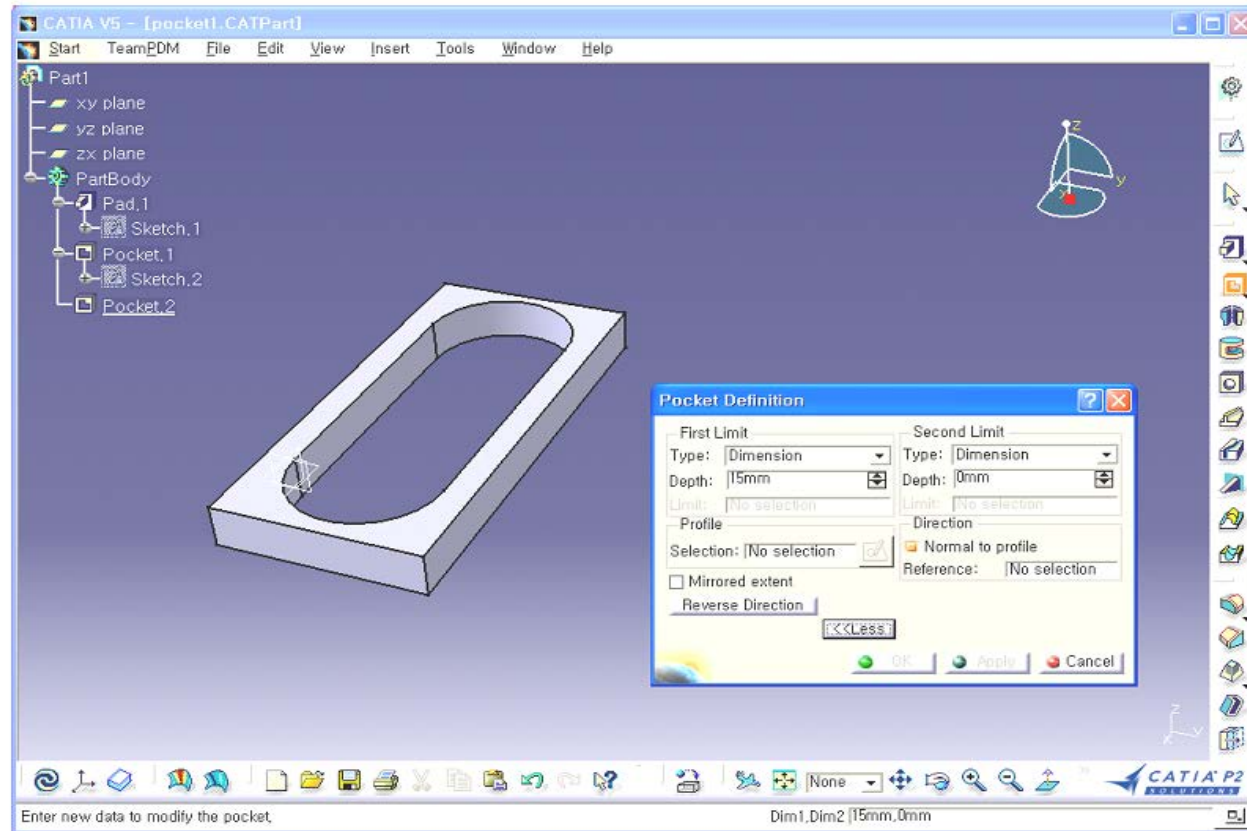 CATIA V5 - [pocket1.CATPart]
Start TeamPDM File Edit View Insert Tools Window Help
Part1
xy plane
yz plane
zx plane
PartBody
Pad.1
Sketch.1
Pocket.1
Sketch.2
Pocket.2
z
y
x
Pocket Definition
First Limit
Type: Dimension
Depth: 15mm
Limit: No selection
Second Limit
Type: Dimension
Depth: 0mm
Limit: No selection
Profile
Selection: No selection
Mirrored extent
Reverse Direction
Direction
Normal to profile
Reference: No selection
<<Less
OK Apply Cancel
z
x y
None
CATIA P2
SOLUTIONS
Enter new data to modify the pocket. Dim1,Dim2 15mm,0mm